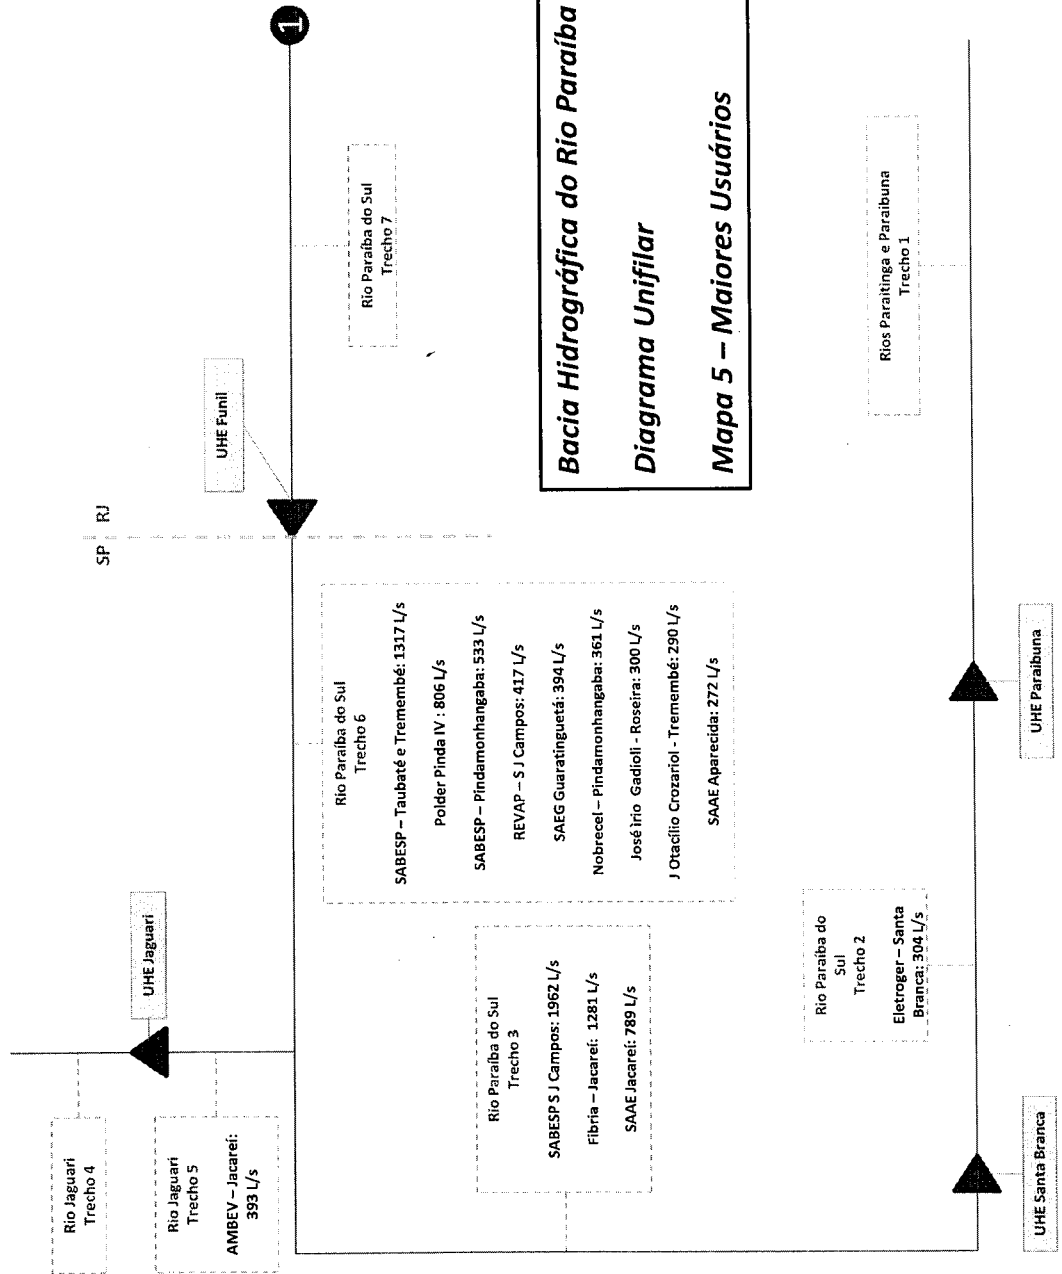 Rio Jaguari
Trecho 4
Rio Jaguari
Trecho 5
AMBEV – Jacareí:
393 L/s
UHE Jaguari
SP
RJ
UHE Funil
1
Rio Paraíba do Sul
Trecho 7
Rio Paraíba do Sul
Trecho 6
SABESP – Taubaté e Tremembé: 1317 L/s
Polder Pinda IV : 806 L/s
SABESP – Pindamonhangaba: 533 L/s
REVAP – S J Campos: 417 L/s
SAEG Guaratinguetá: 394 L/s
Nobrecel – Pindamonhangaba: 361 L/s
José ìrio Gadioli - Roseira: 300 L/s
J Otacílio Crozariol - Tremembé: 290 L/s
SAAE Aparecida: 272 L/s
Rio Paraíba do Sul
Trecho 3
SABESP S J Campos: 1962 L/s
Fibria – Jacareí: 1281 L/s
SAAE Jacareí: 789 L/s
Bacia Hidrográfica do Rio Paraíba
Diagrama Unifilar
Mapa 5 – Maiores Usuários
Rio Paraíba do
Sul
Trecho 2
Eletroger – Santa
Branca: 304 L/s
Rios Paraitinga e Paraibuna
Trecho 1
UHE Santa Branca
UHE Paraibuna